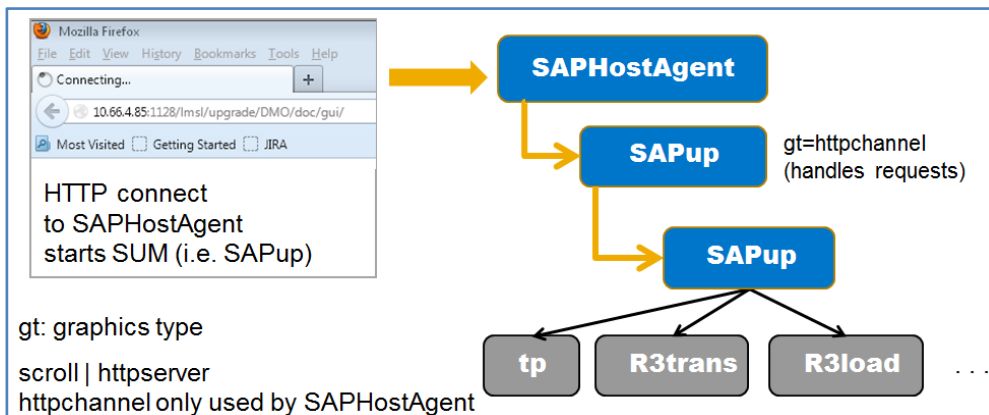 Mozilla Firefox
File Edit View History Bookmarks Tools Help
Connecting...
+
10.66.4.85:1128/lmsl/upgrade/DMO/doc/gui/
Most Visited Getting Started JIRA
HTTP connect
to SAPHostAgent
starts SUM (i.e. SAPup)
SAPHostAgent
SAPup
gt=httpchannel
(handles requests)
SAPup
tp
R3trans
R3load
. . .
gt: graphics type
scroll | httpserver
httpchannel only used by SAPHostAgent